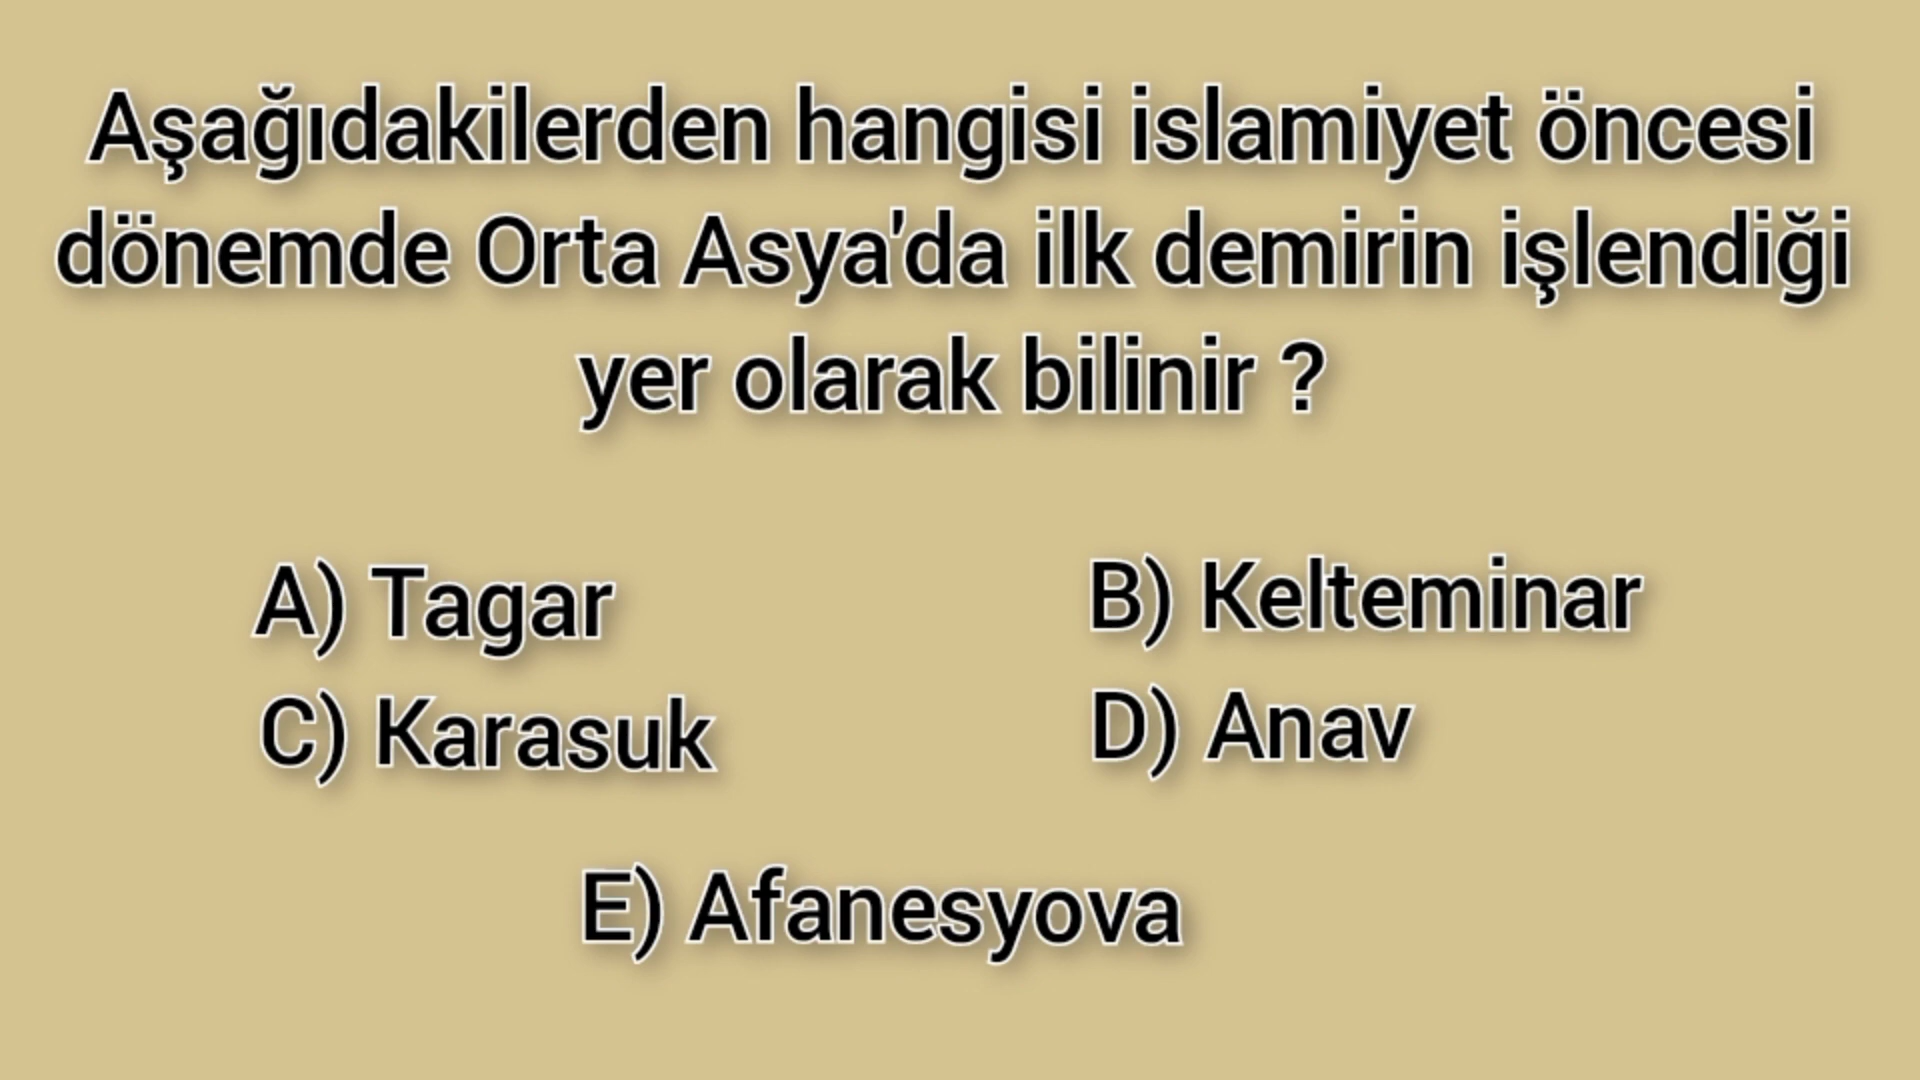 Aşağıdakilerden hangisi islamiyet öncesi
dönemde Orta Asya'da ilk demirin işlendiği
yer olarak bilinir ?
A) Tagar
B) Kelteminar
C) Karasuk
D) Anav
E) Afanesyova